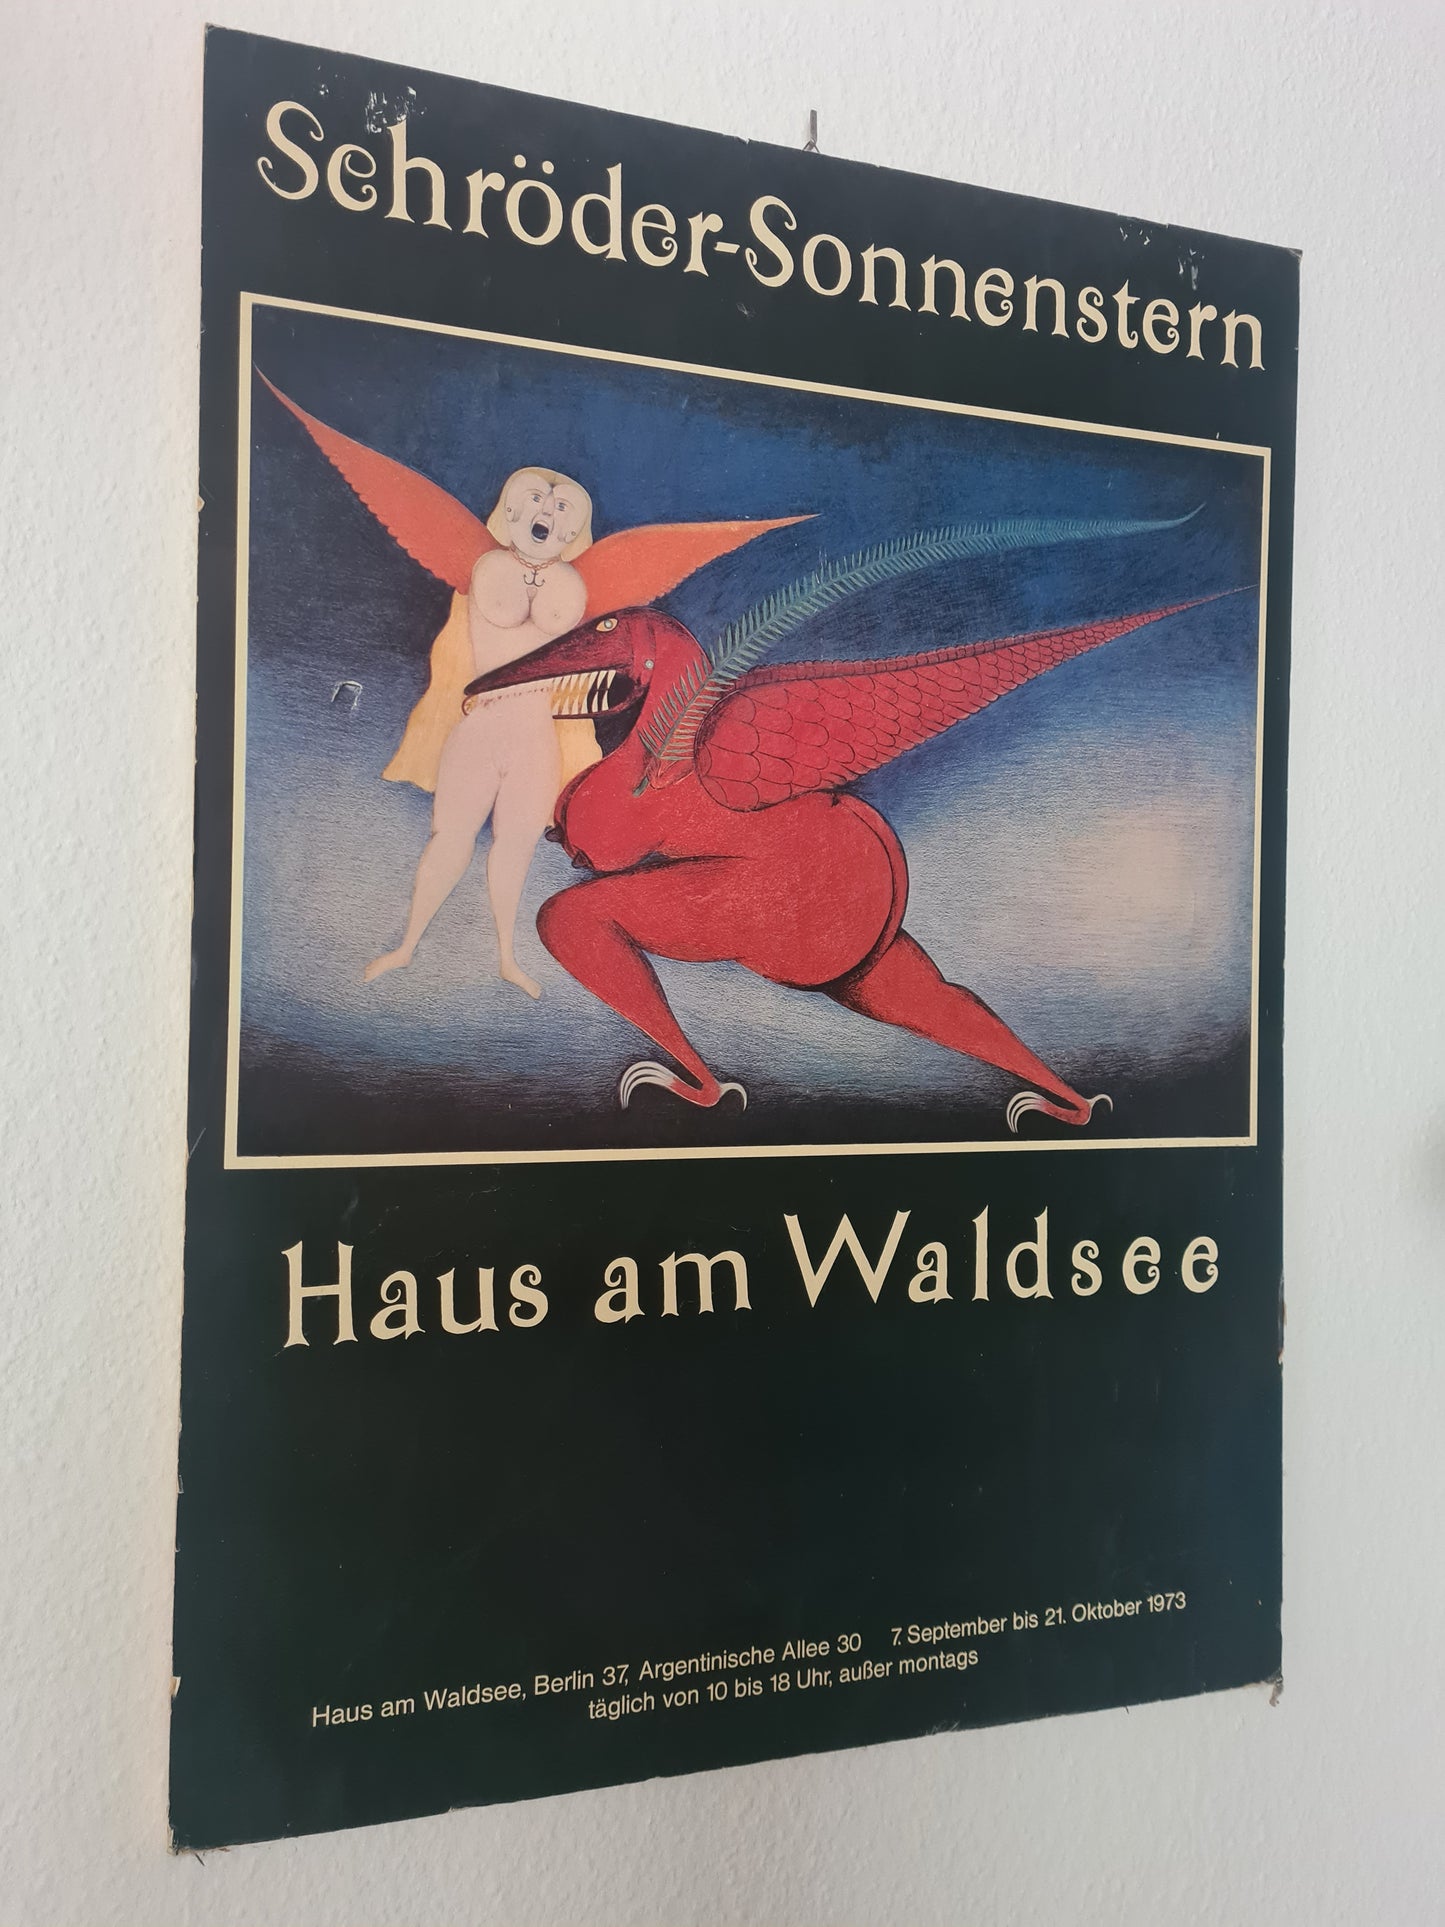 Schröder-Sonnenstern
Haus am Waldsee
Haus am Waldsee, Berlin 37, Argentinische Allee 30 7. September bis 21. Oktober 1973
täglich von 10 bis 18 Uhr, außer montags